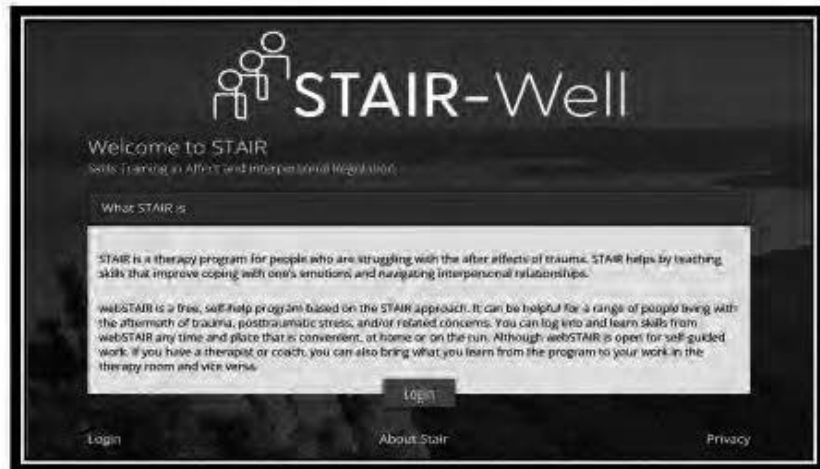 STAIR-Well
Welcome to STAIR
Skills Training in Affect and Interpersonal Regulation
What STAIR is
STAIR is a therapy program for people who are struggling with the after effects of trauma. STAIR helps by teaching
skills that improve coping with one's emotions and navigating interpersonal relationships.
webSTAIR is a free, self-help program based on the STAIR approach. It can be helpful for a range of people living with
the aftermath of trauma, posttraumatic stress, and/or related concerns. You can log into and learn skills from
webSTAIR any time and place that is convenient, at home or on the run. Although webSTAIR is open for self-guided
work, if you have a therapist or coach, you can also bring what you learn from the program to your work in the
therapy room and vice versa.
Login
Login About Stair Privacy